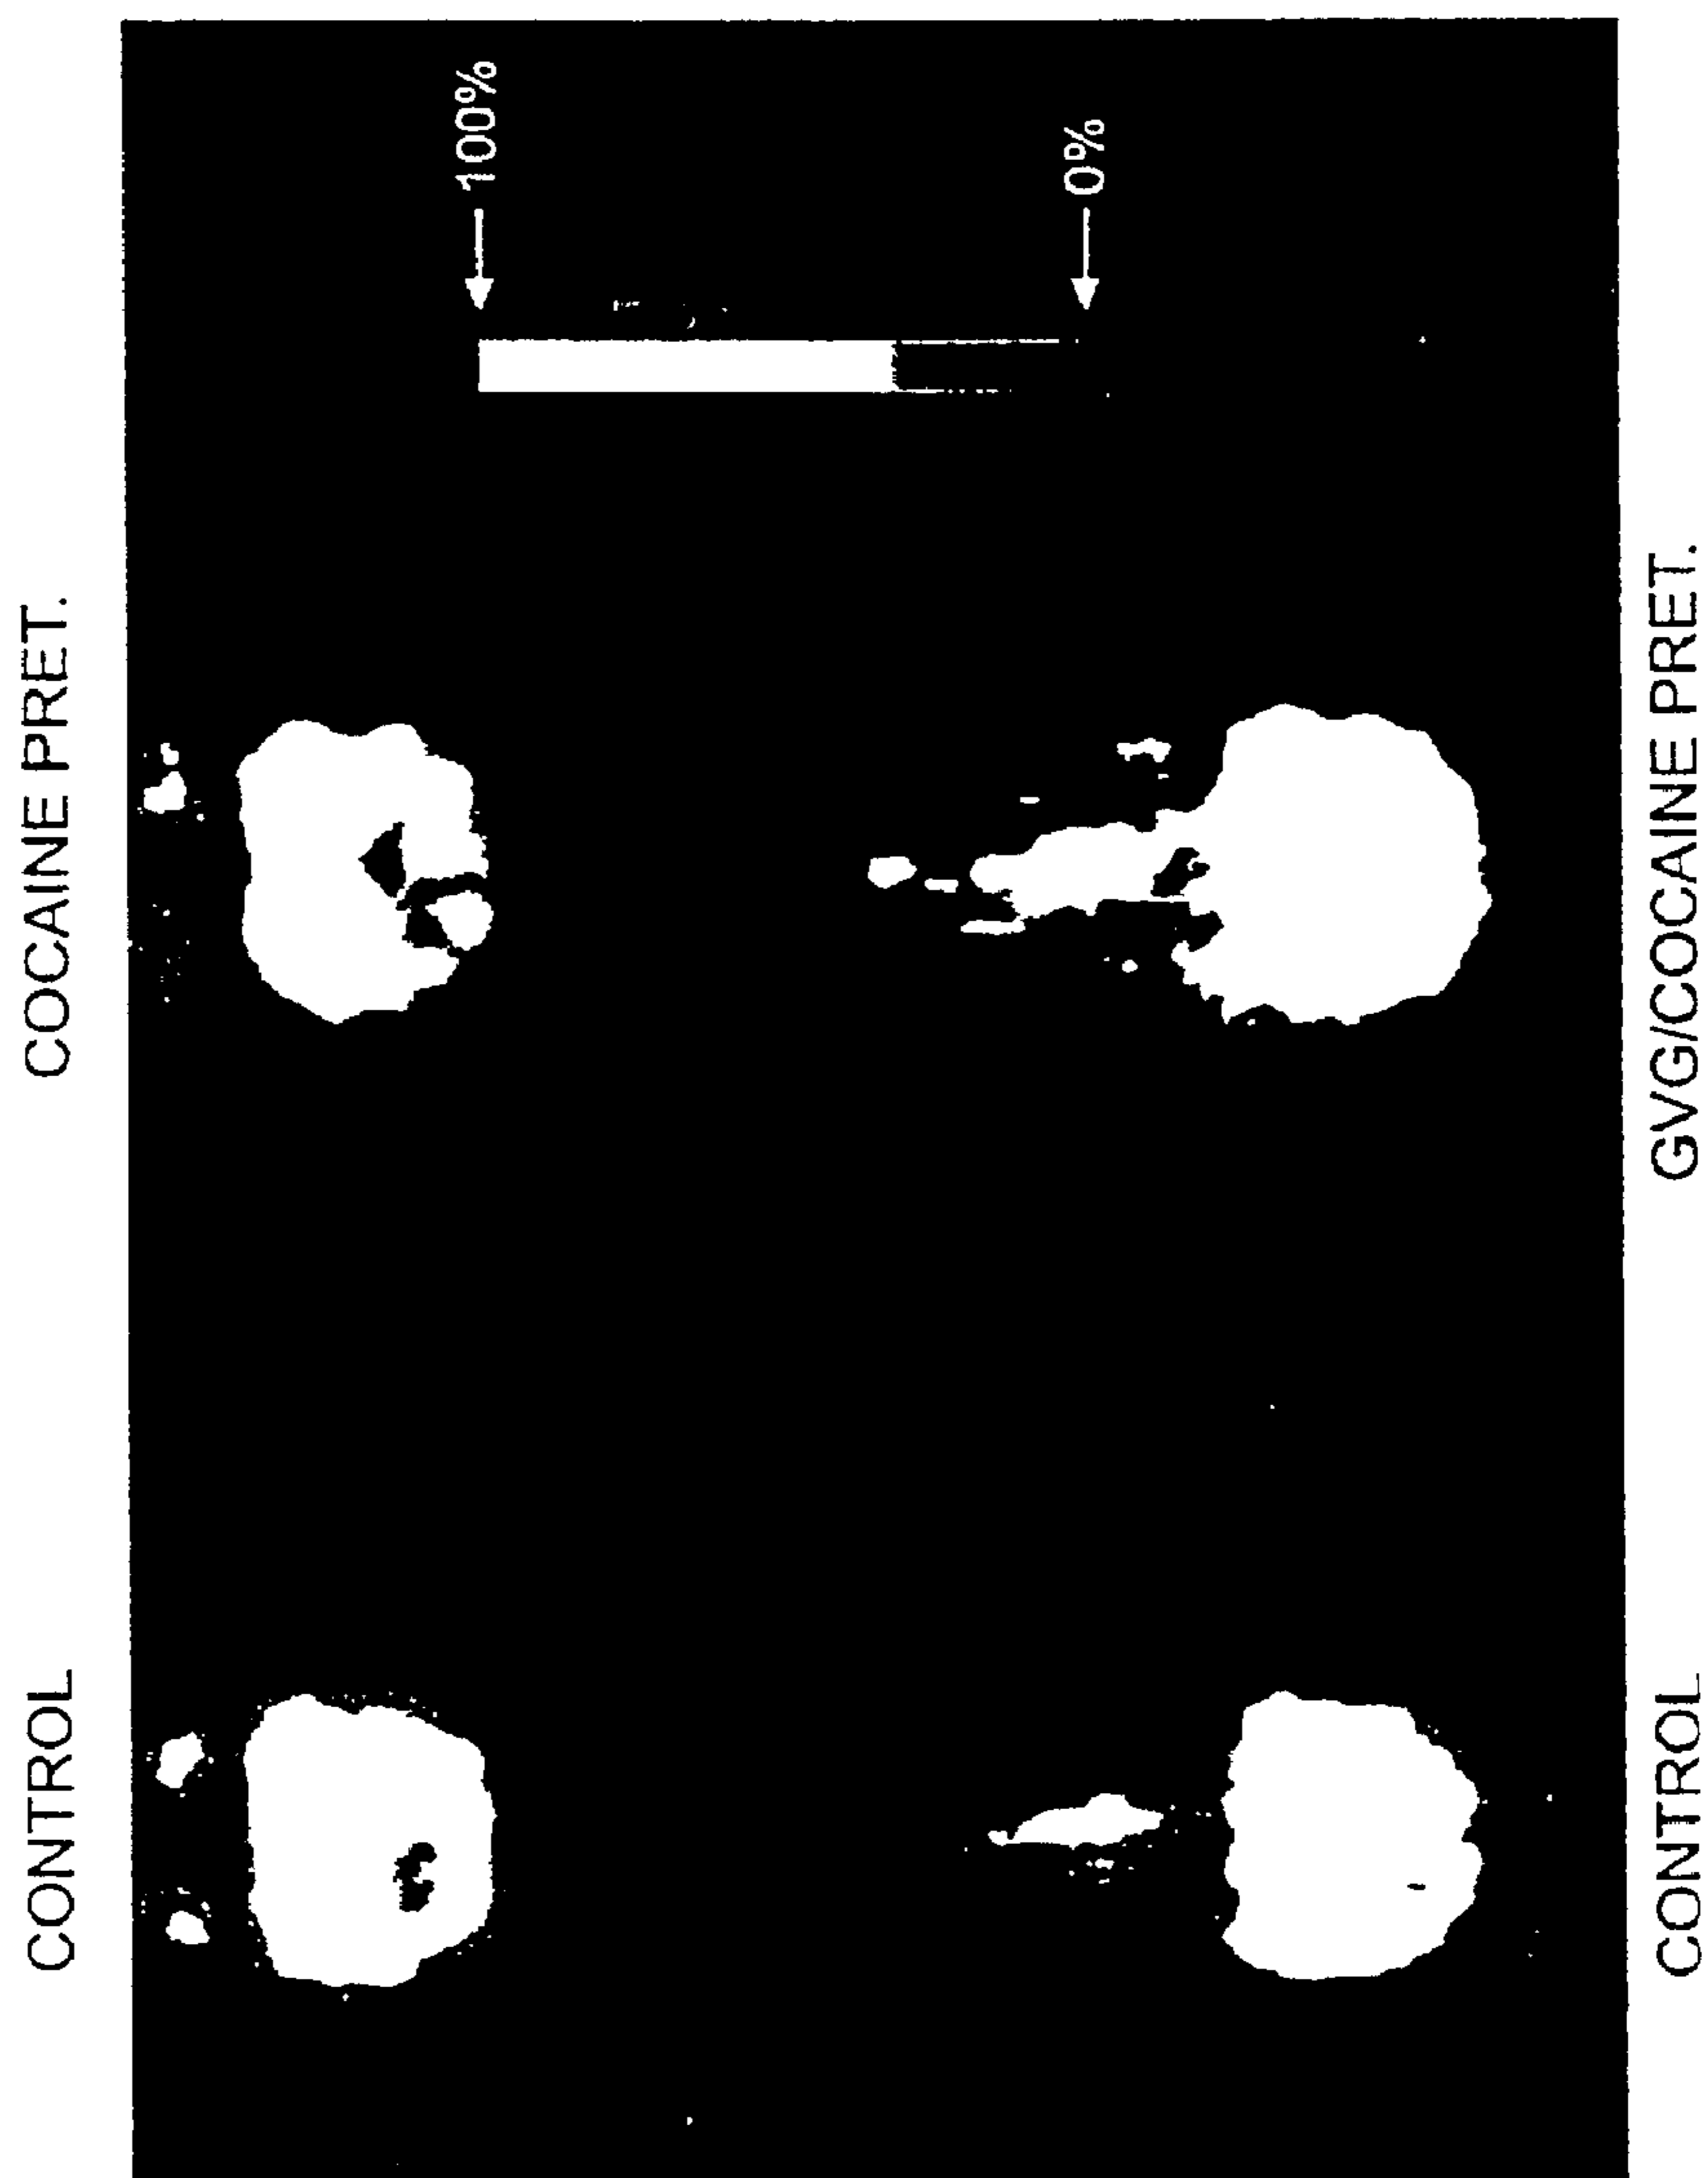 CONTROL
COCAINE PRET.
100%
0%
CONTROL
GVG/COCAINE PRET.